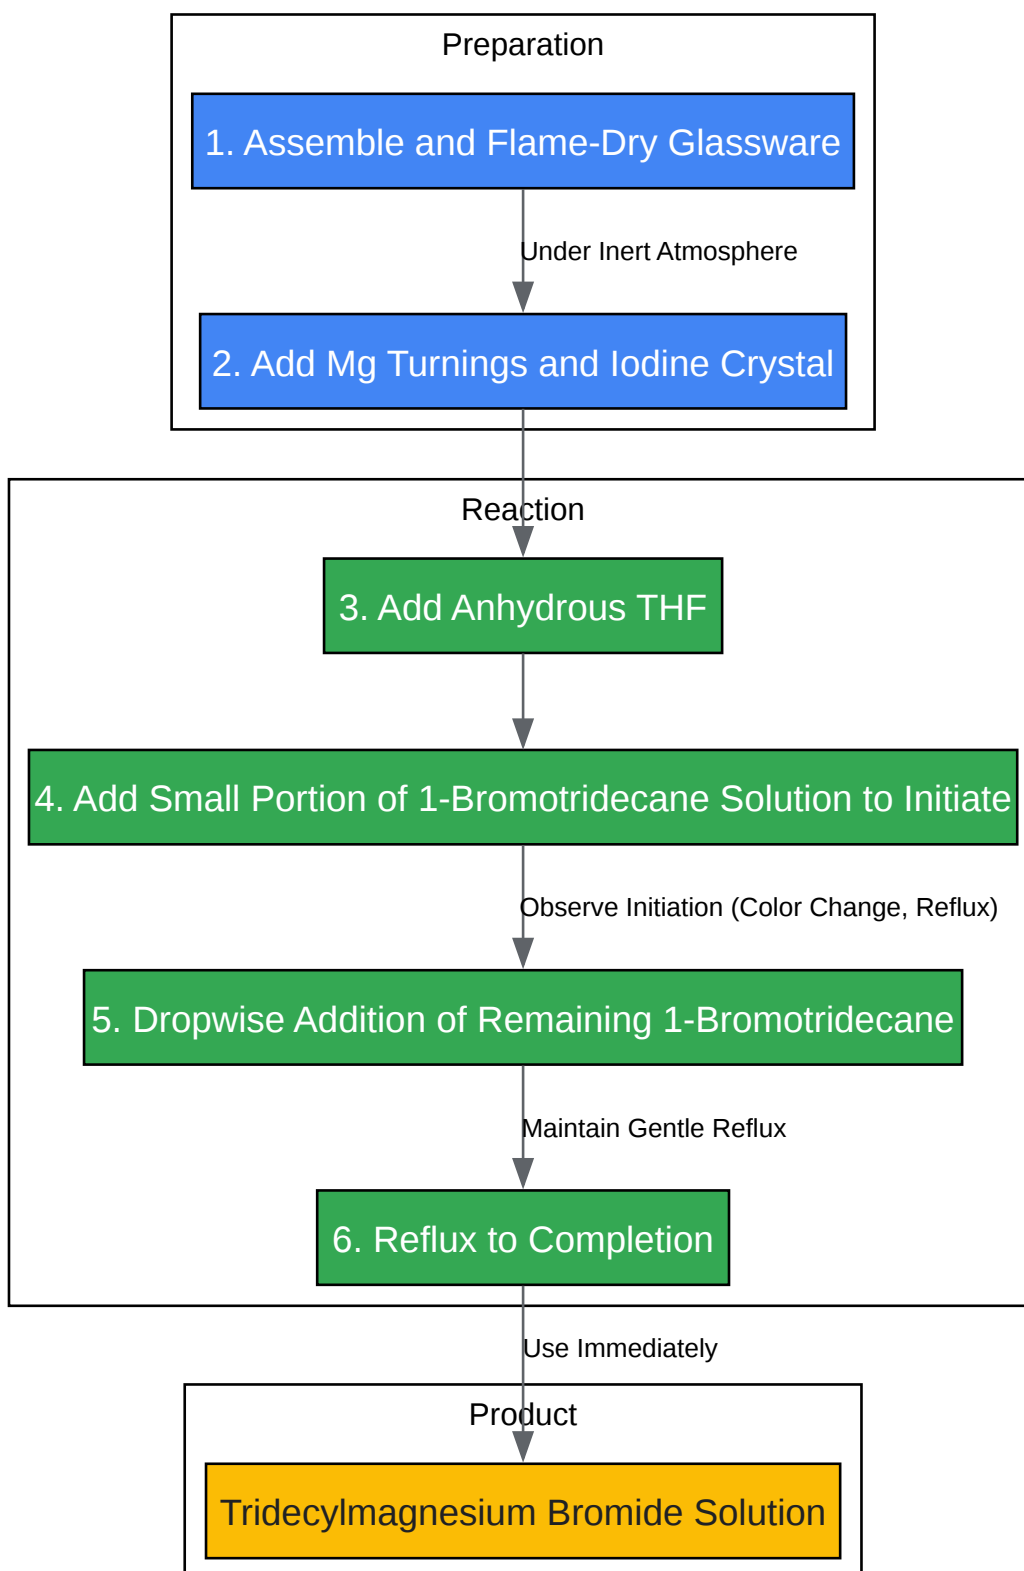 Preparation
1. Assemble and Flame-Dry Glassware
Under Inert Atmosphere
2. Add Mg Turnings and Iodine Crystal
Reaction
3. Add Anhydrous THF
4. Add Small Portion of 1-Bromotridecane Solution to Initiate
Observe Initiation (Color Change, Reflux)
5. Dropwise Addition of Remaining 1-Bromotridecane
Maintain Gentle Reflux
6. Reflux to Completion
Use Immediately
Product
Tridecylmagnesium Bromide Solution